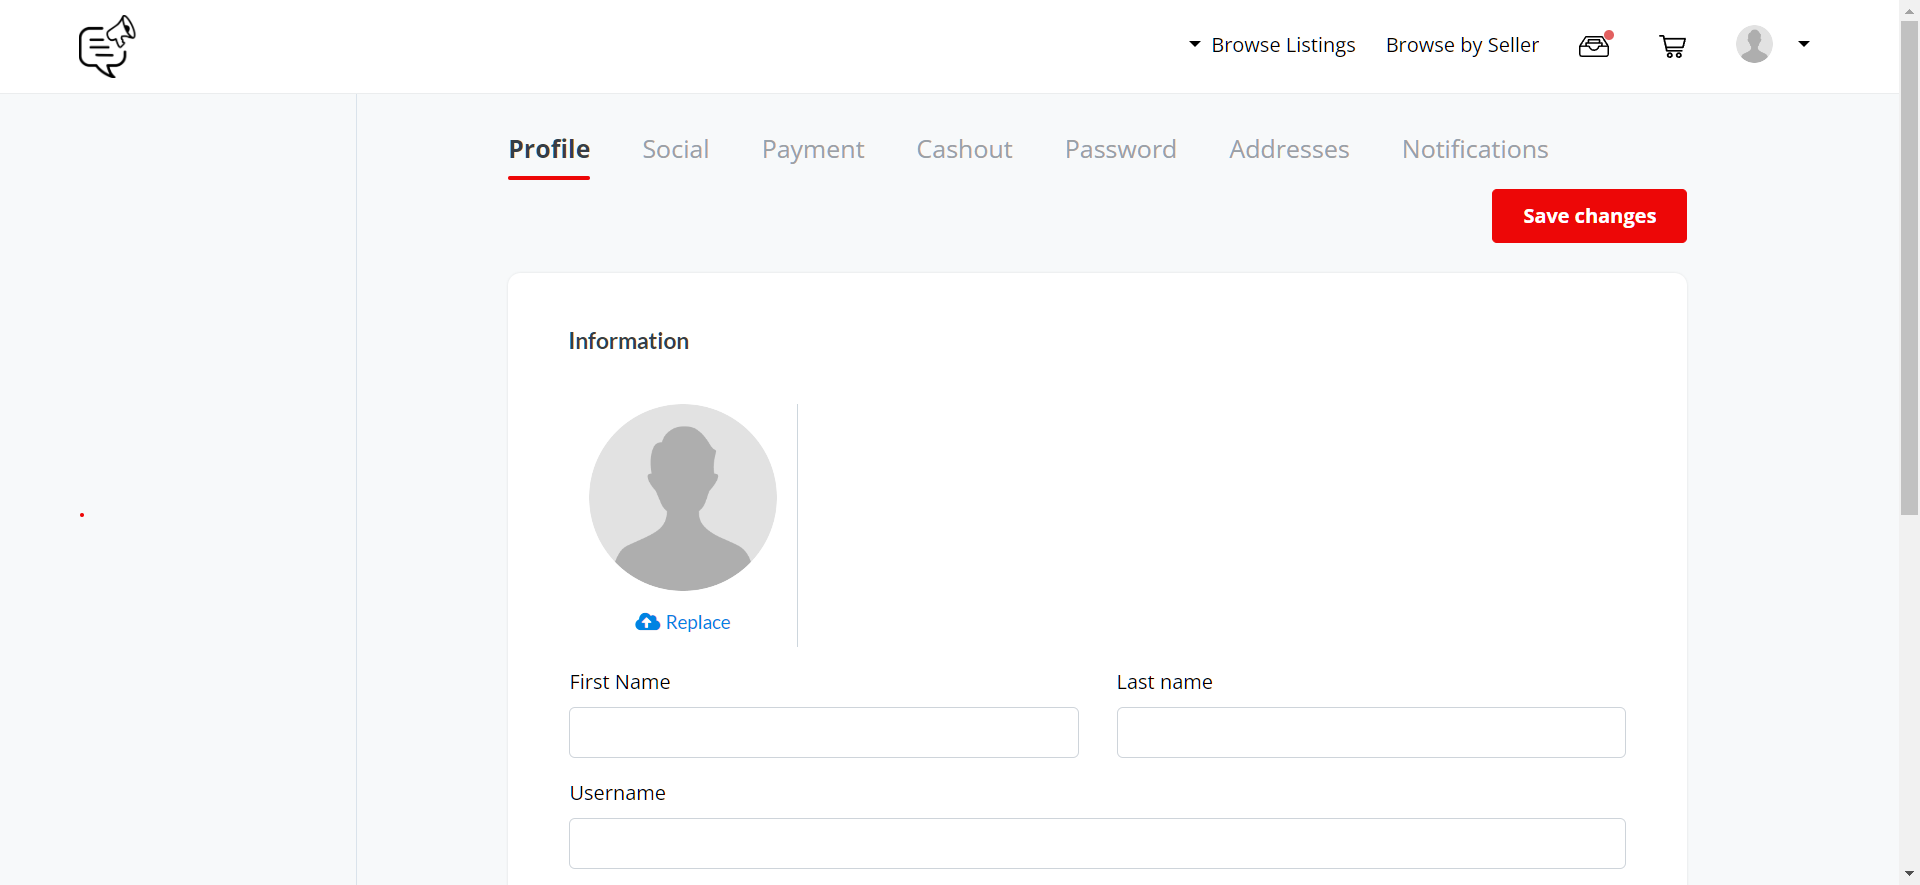 Browse Listings Browse by Seller
Profile Social Payment Cashout Password Addresses Notifications
Save changes
Information
Replace
First Name Last name
Username